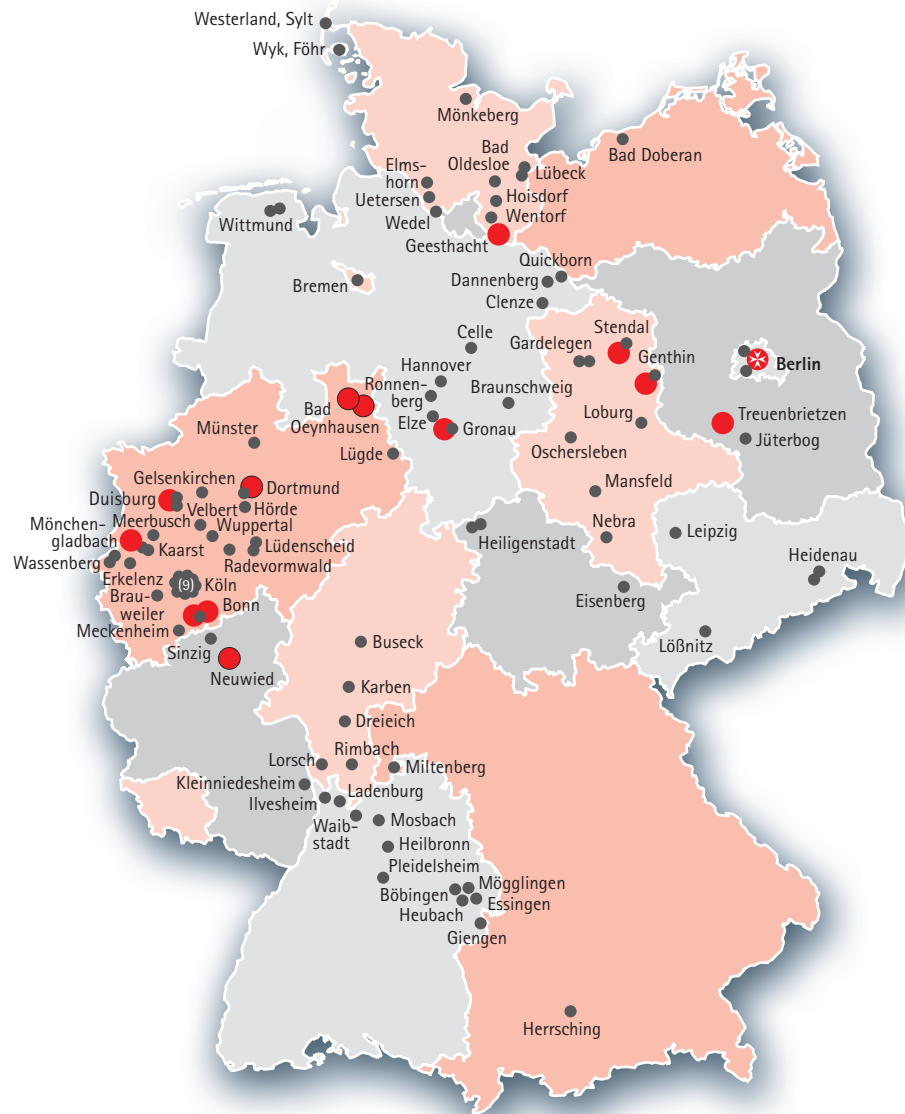 Westerland, Sylt
Wyk, Föhr
Mönkeberg
Bad
Oldesloe
Lübeck
Bad Doberan
Elms-
horn
Uetersen
Hoisdorf
Wittmund
Wedel
Wentorf
Geesthacht
Quickborn
Bremen
Dannenberg
Clenze
Celle
Stendal
Gardelegen
Genthin
Berlin
Hannover
Ronnen-
berg
Braunschweig
Bad
Oeynhausen
Elze
Gronau
Loburg
Treuenbrietzen
Münster
Lügde
Oschersleben
Jüterbog
Gelsenkirchen
Dortmund
Mansfeld
Duisburg
Velbert
Hörde
Mönchen-
gladbach
Meerbusch
Wuppertal
Nebra
Leipzig
Heiligenstadt
Kaarst
Lüdenscheid
Wassenberg
Radevormwald
Heidenau
Erkelenz
(9)
Köln
Brau-
weiler
Eisenberg
Bonn
Meckenheim
Lößnitz
Sinzig
Buseck
Neuwied
Karben
Dreieich
Rimbach
Lorsch
Miltenberg
Kleinniedesheim
Ladenburg
Ilvesheim
Waib-
stadt
Mosbach
Heilbronn
Pleidelsheim
Mögglingen
Böbingen
Essingen
Heubach
Giengen
Herrsching